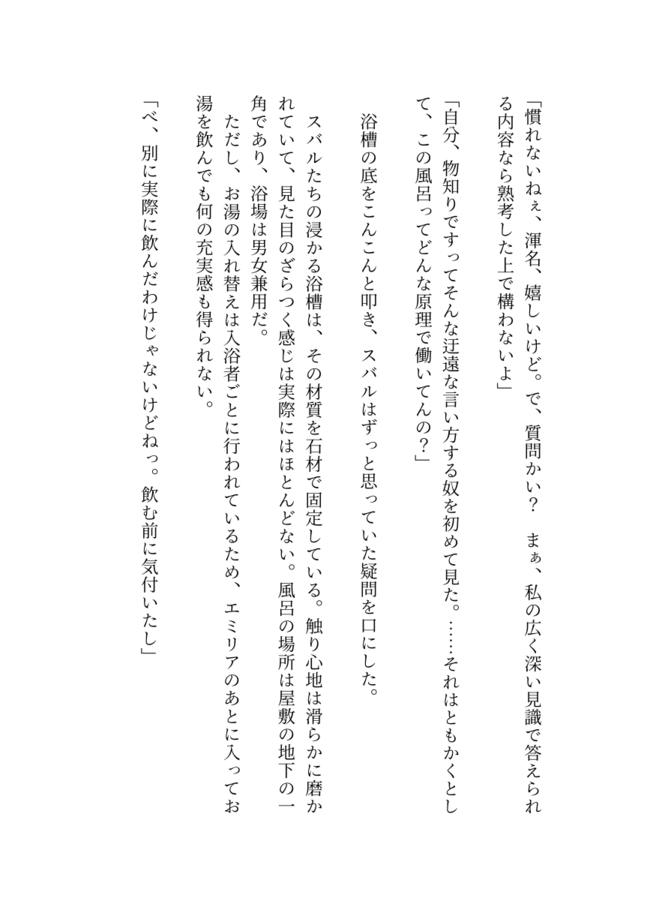 「慣れないねぇ、渾名、嬉しいけど。で、質問かい？　まぁ、私の広く深い見識で答えられ
る内容なら熟考した上で構わないよ」
「自分、物知りですってそんな迂遠な言い方する奴を初めて見た。……それはともかくとし
て、この風呂ってどんな原理で働いてんの？」
　浴槽の底をこんこんと叩き、スバルはずっと思っていた疑問を口にした。
　スバルたちの浸かる浴槽は、その材質を石材で固定している。触り心地は滑らかに磨か
れていて、見た目のざらつく感じは実際にはほとんどない。風呂の場所は屋敷の地下の一
角であり、浴場は男女兼用だ。
　ただし、お湯の入れ替えは入浴者ごとに行われているため、エミリアのあとに入ってお
湯を飲んでも何の充実感も得られない。
「べ、別に実際に飲んだわけじゃないけどねっ。飲む前に気付いたし」